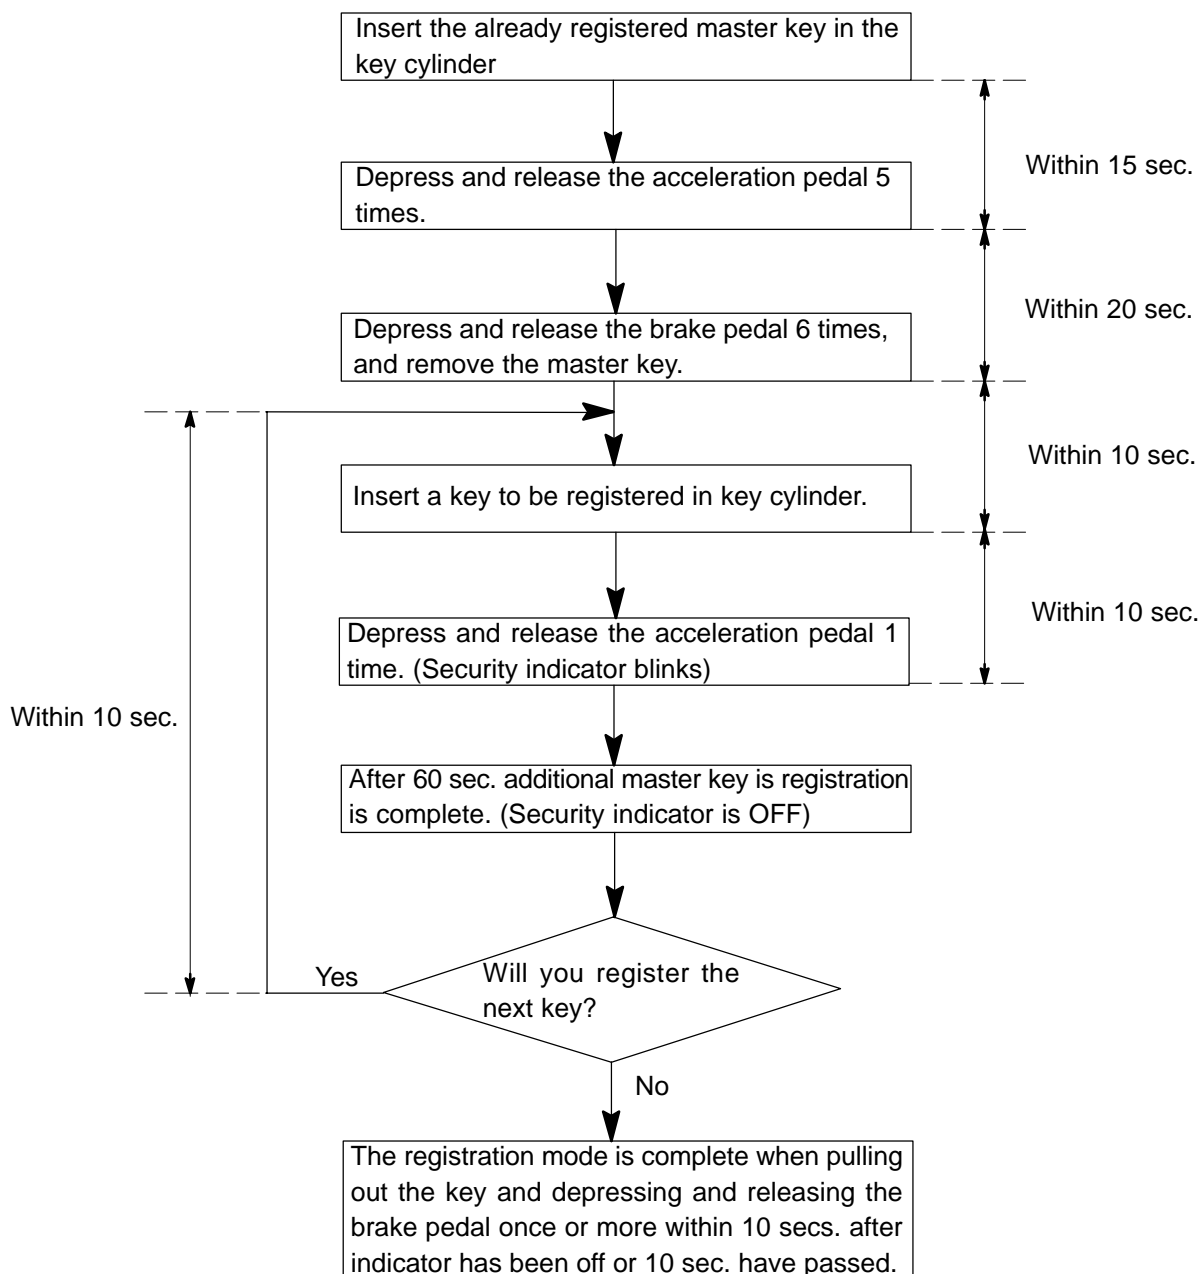 Insert the already registered master key in the
key cylinder
Within 15 sec.
Depress and release the acceleration pedal 5
times.
Within 20 sec.
Depress and release the brake pedal 6 times,
and remove the master key.
Within 10 sec.
Insert a key to be registered in key cylinder.
Within 10 sec.
Depress and release the acceleration pedal 1
time. (Security indicator blinks)
Within 10 sec.
After 60 sec. additional master key is registration
is complete. (Security indicator is OFF)
Will you register the
next key?
Yes
No
The registration mode is complete when pulling
out the key and depressing and releasing the
brake pedal once or more within 10 secs. after
indicator has been off or 10 sec. have passed.